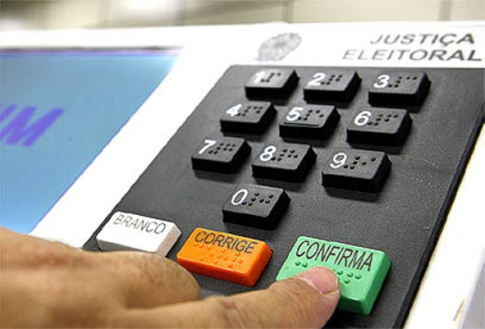 JUSTIÇA
ELEITORAL
1 2 3
4 5 6
7 8 9
0
BRANCO CORRIGE CONFIRMA